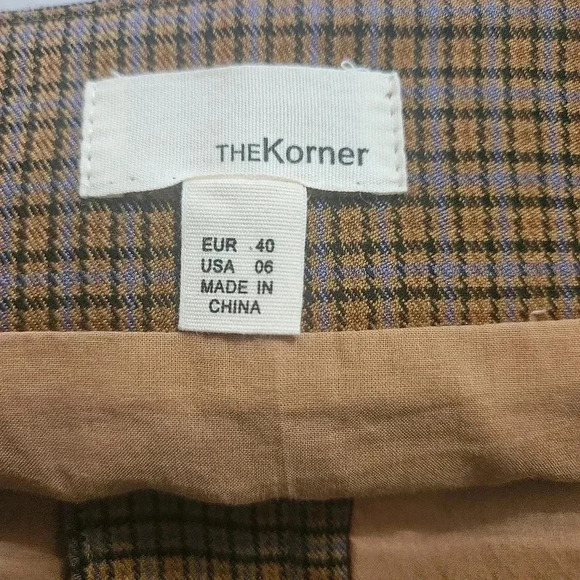 THEKorner
EUR 40
USA 06
MADE IN
CHINA